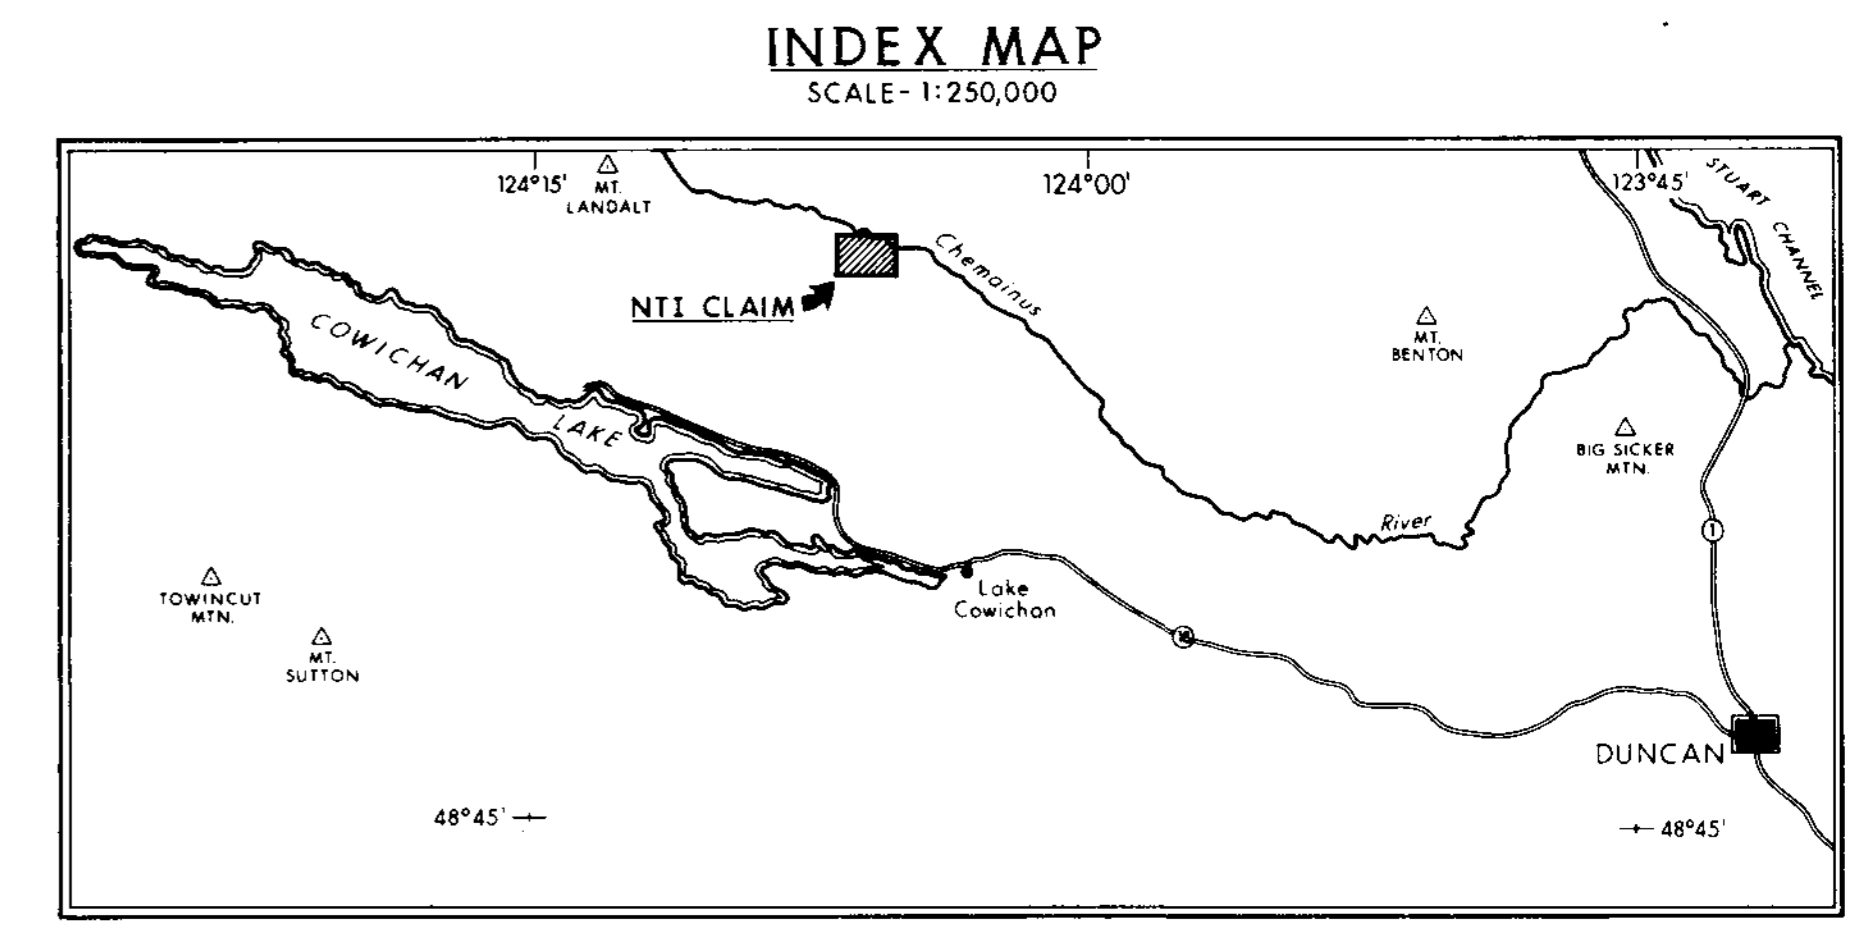 INDEX MAP
SCALE - 1:250,000
124°15'
MT.
LANDALT
124°00'
123°45'
STUART
CHANNEL
Chemainus
NTI CLAIM
COWICHAN
LAKE
MT.
BENTON
BIG SICKER
MTN.
River
1
TOWINCUT
MTN.
Lake
Cowichan
18
MT.
SUTTON
DUNCAN
48°45'
48°45'